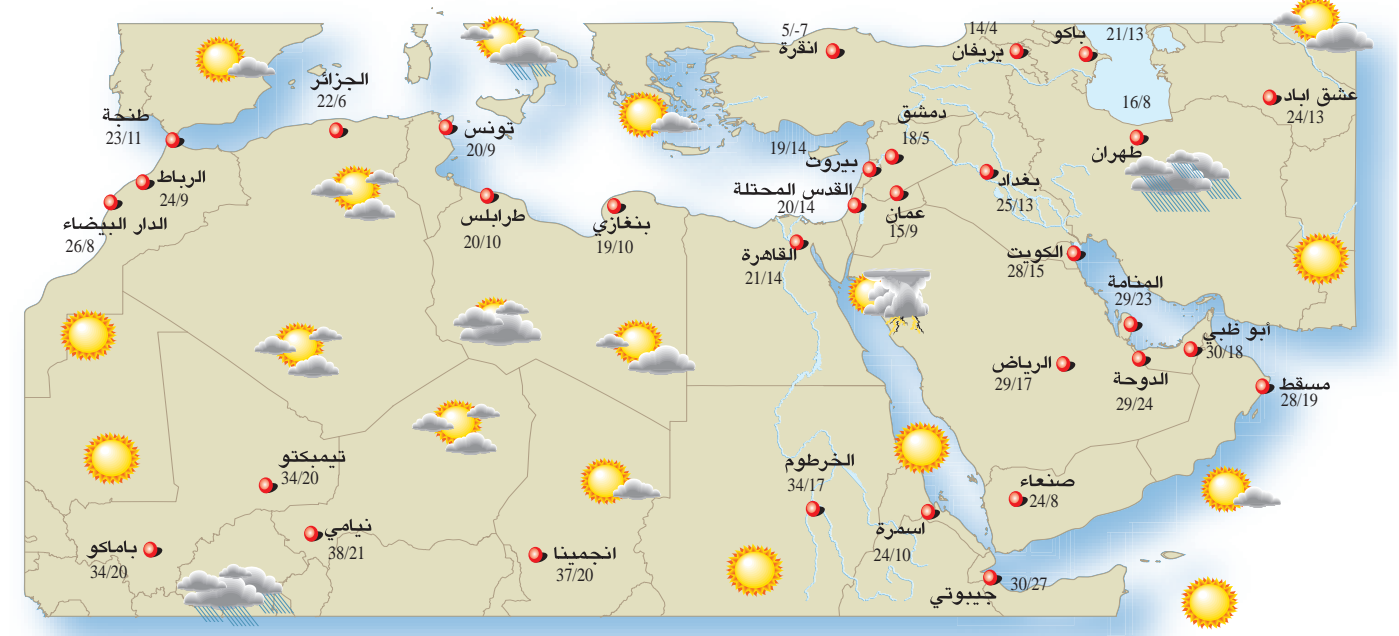 5/-7
انقرة
14/4
يريفان
باكو
21/13
16/8
عشق اباد
24/13
طهران
الجزائر
22/6
طنجة
23/11
تونس
20/9
دمشق
18/5
19/14
بيروت
القدس المحتلة
20/14
عمان
15/9
بغداد
25/13
الرباط
24/9
الدار البيضاء
26/8
طرابلس
20/10
بنغازي
19/10
القاهرة
21/14
الكويت
28/15
المنامة
29/23
أبو ظبي
30/18
الرياض
29/17
الدوحة
29/24
مسقط
28/19
تيمبكتو
34/20
الخرطوم
34/17
صنعاء
24/8
نيامي
38/21
باماكو
34/20
انجمينا
37/20
اسمرة
24/10
30/27
جيبوتي